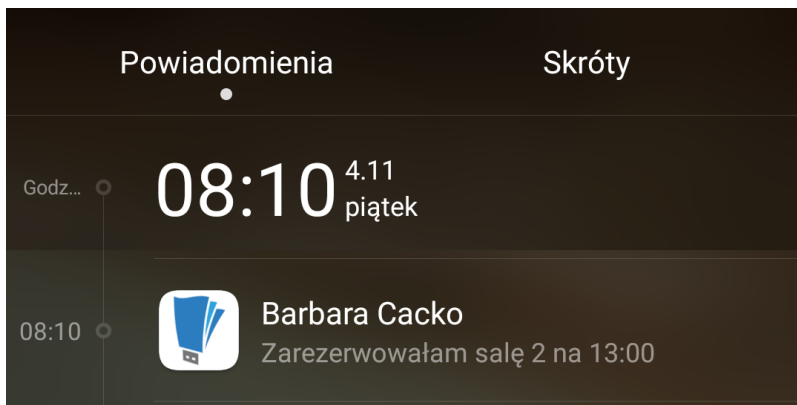 Powiadomienia Skróty
Godz... 08:10 4.11
piątek
08:10 Barbara Cacko
Zarezerwowałam salę 2 na 13:00